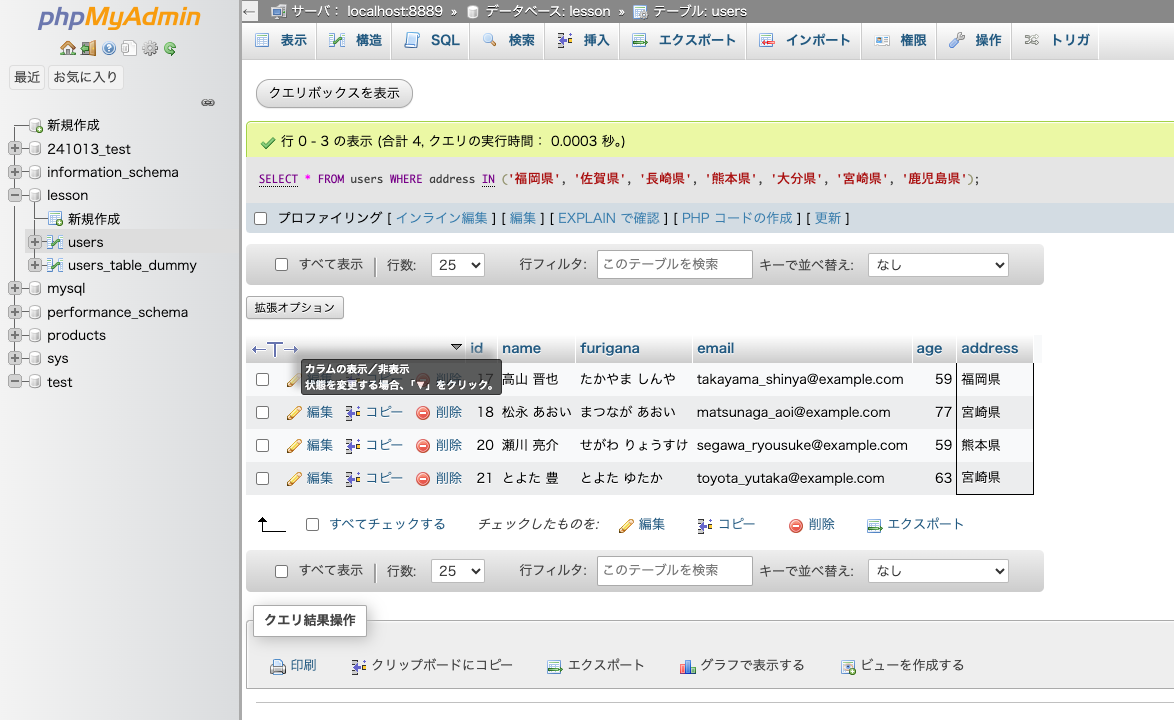 phpMyAdmin
最近 お気に入り
新規作成
241013_test
information_schema
lesson
新規作成
users
users_table_dummy
mysql
performance_schema
products
sys
test
← サーバ： localhost:8889 » データベース: lesson » テーブル: users
表示 構造 SQL 検索 挿入 エクスポート インポート 権限 操作 トリガ
クエリボックスを表示
行 0 - 3 の表示 (合計 4, クエリの実行時間： 0.0003 秒。)
SELECT * FROM users WHERE address IN ('福岡県', '佐賀県', '長崎県', '熊本県', '大分県', '宮崎県', '鹿児島県');
プロファイリング [ インライン編集 ] [ 編集 ] [ EXPLAIN で確認 ] [ PHP コードの作成 ] [ 更新 ]
すべて表示 | 行数: 25 行フィルタ: このテーブルを検索 キーで並べ替え: なし
拡張オプション
←T→ ▼ id name furigana email age address
カラムの表示／非表示
状態を変更する場合、「▼」をクリック。
17 高山 晋也 たかやま しんや takayama_shinya@example.com 59 福岡県
編集 コピー 削除 18 松永 あおい まつなが あおい matsunaga_aoi@example.com 77 宮崎県
編集 コピー 削除 20 瀬川 亮介 せがわ りょうすけ segawa_ryousuke@example.com 59 熊本県
編集 コピー 削除 21 とよた 豊 とよた ゆたか toyota_yutaka@example.com 63 宮崎県
すべてチェックする チェックしたものを: 編集 コピー 削除 エクスポート
すべて表示 | 行数: 25 行フィルタ: このテーブルを検索 キーで並べ替え: なし
クエリ結果操作
印刷 クリップボードにコピー エクスポート グラフで表示する ビューを作成する